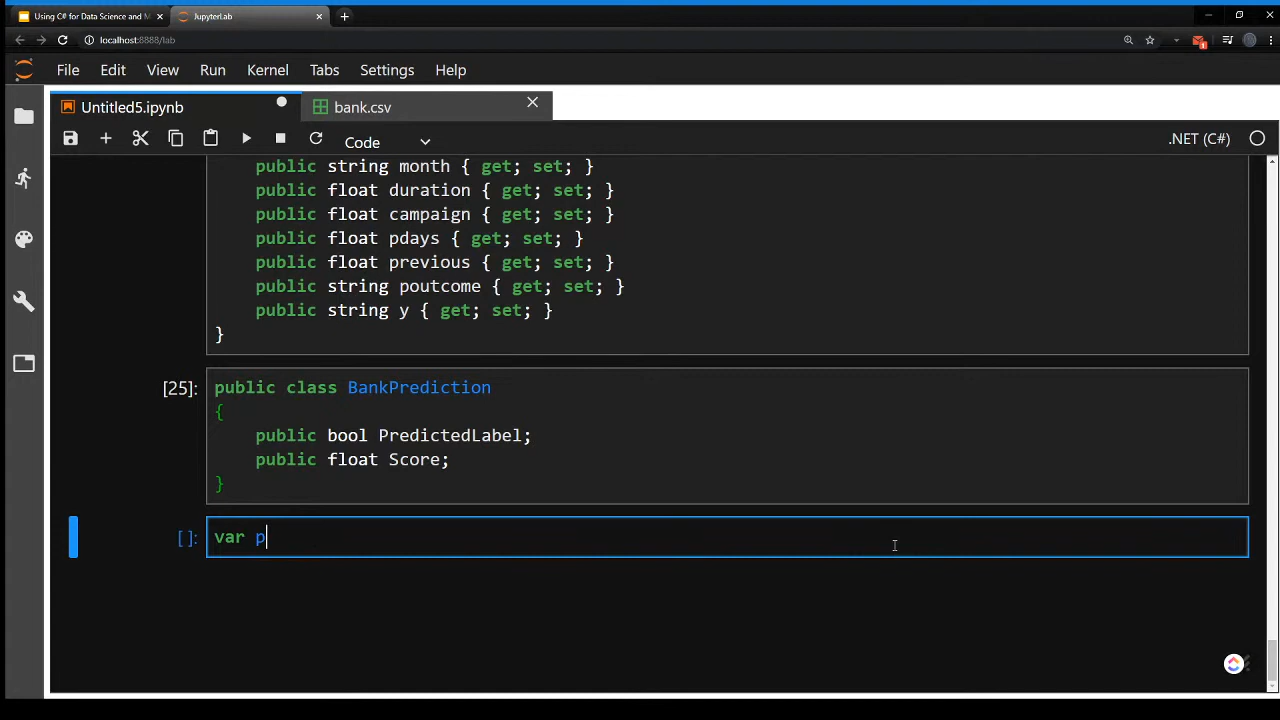 Using C# for Data Science and M
JupyterLab
localhost:8888/lab
File Edit View Run Kernel Tabs Settings Help
Untitled5.ipynb
bank.csv
Code
.NET (C#)
public string month { get; set; }
public float duration { get; set; }
public float campaign { get; set; }
public float pdays { get; set; }
public float previous { get; set; }
public string poutcome { get; set; }
public string y { get; set; }
}
[25]:
public class BankPrediction
{
public bool PredictedLabel;
public float Score;
}
[ ]:
var p